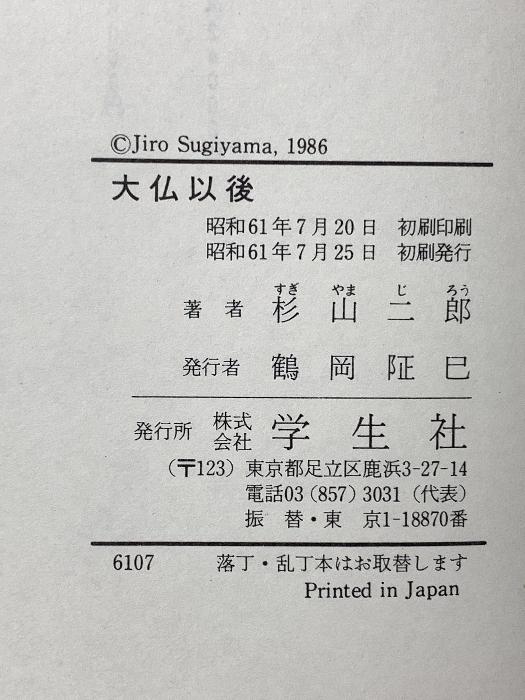 ©Jiro Sugiyama, 1986
大仏以後
昭和61年7月20日 初刷印刷
昭和61年7月25日 初刷発行
すぎ やま じ ろう
著者 杉山二郎
発行者 鶴岡阷巳
発行所 株式会社 学生社
(〒123) 東京都足立区鹿浜3-27-14
電話03 (857) 3031 (代表)
振替・東京1-18870番
6107 落丁・乱丁本はお取替します
Printed in Japan